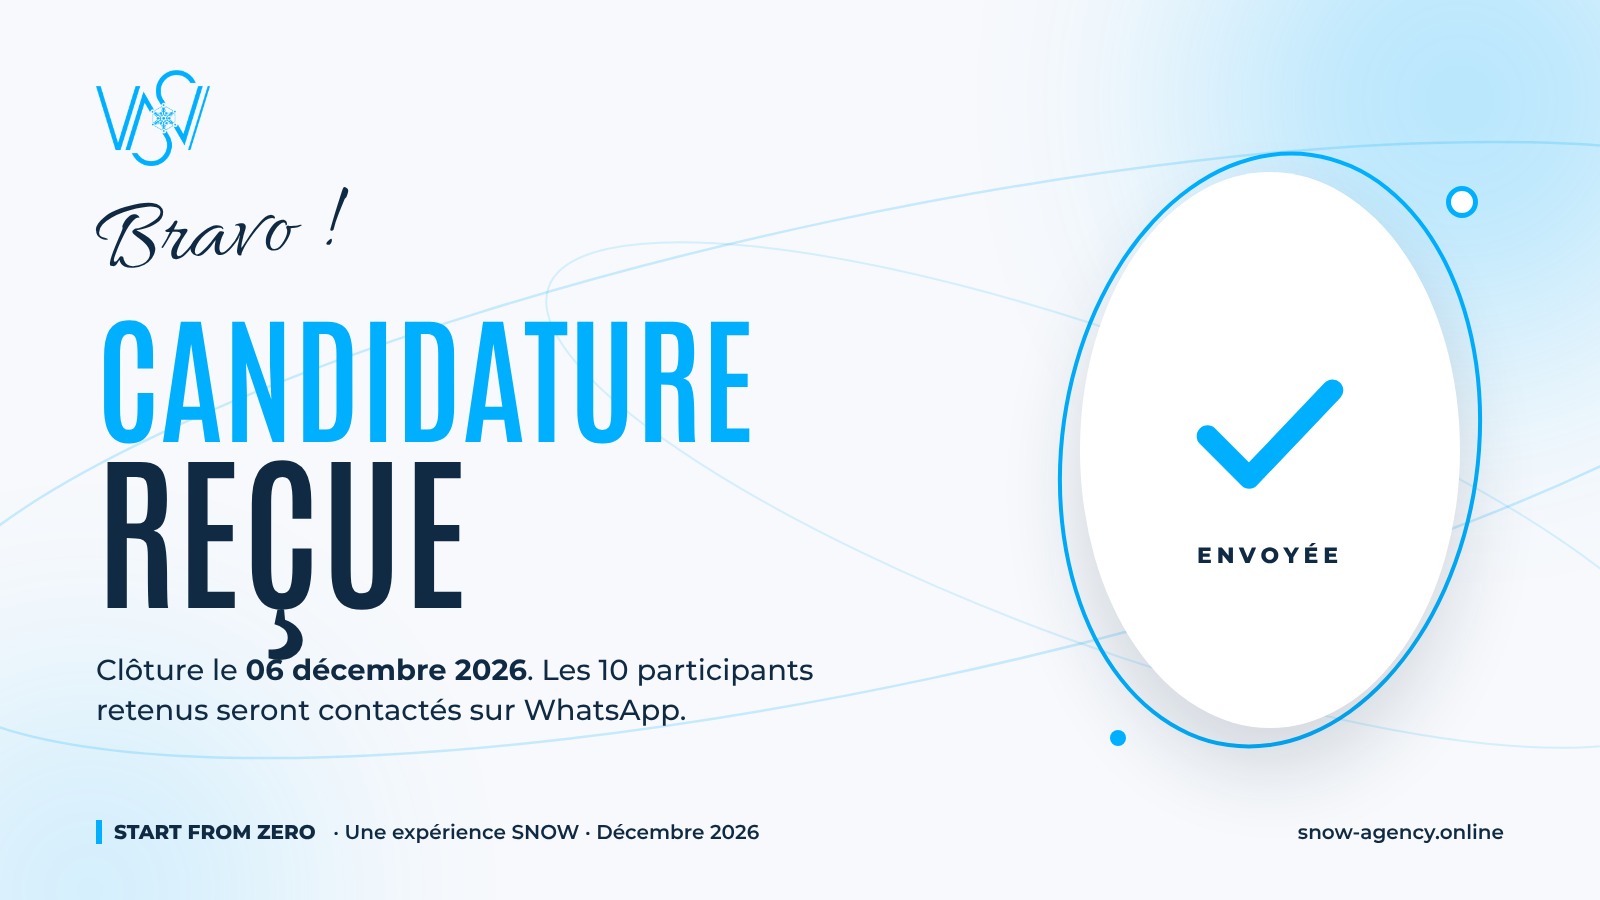 Bravo !
CANDIDATURE
REÇUE
Clôture le 06 décembre 2026. Les 10 participants
retenus seront contactés sur WhatsApp.
ENVOYÉE
START FROM ZERO · Une expérience SNOW · Décembre 2026
snow-agency.online